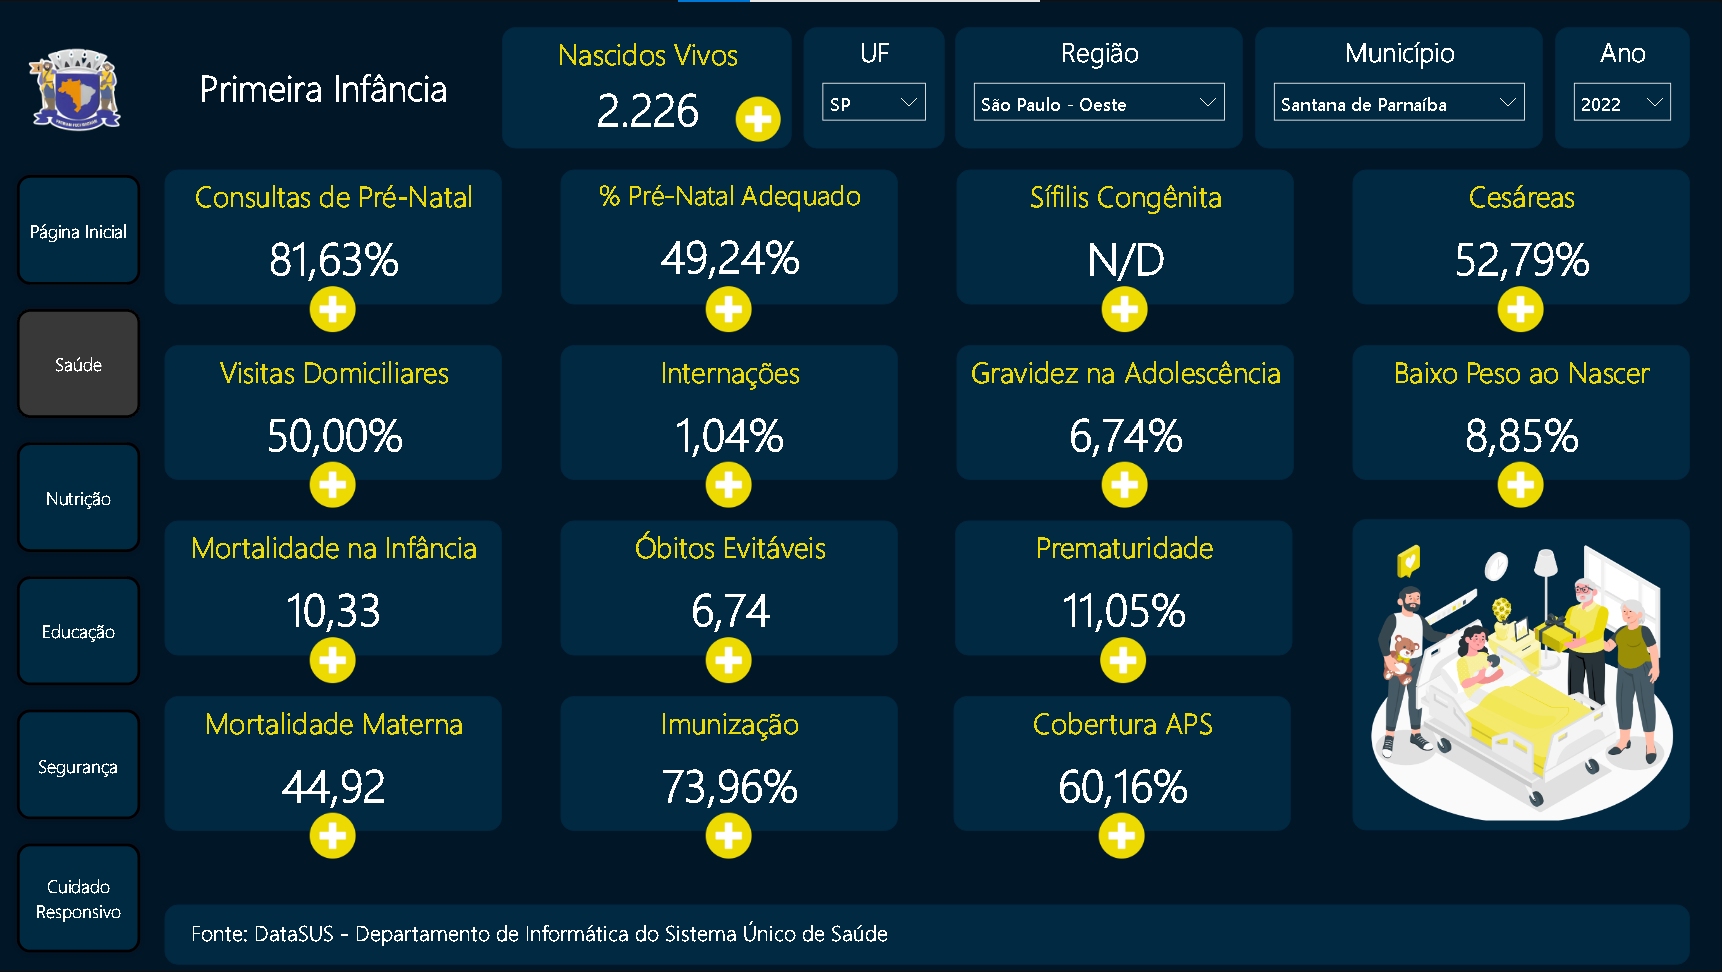 Primeira Infância
Nascidos Vivos
2.226
UF
SP
Região
São Paulo - Oeste
Município
Santana de Parnaíba
Ano
2022
Página Inicial
Saúde
Nutrição
Educação
Segurança
Cuidado
Responsivo
Consultas de Pré-Natal
81,63%
% Pré-Natal Adequado
49,24%
Sífilis Congênita
N/D
Cesáreas
52,79%
Visitas Domiciliares
50,00%
Internações
1,04%
Gravidez na Adolescência
6,74%
Baixo Peso ao Nascer
8,85%
Mortalidade na Infância
10,33
Óbitos Evitáveis
6,74
Prematuridade
11,05%
Mortalidade Materna
44,92
Imunização
73,96%
Cobertura APS
60,16%
Fonte: DataSUS - Departamento de Informática do Sistema Único de Saúde